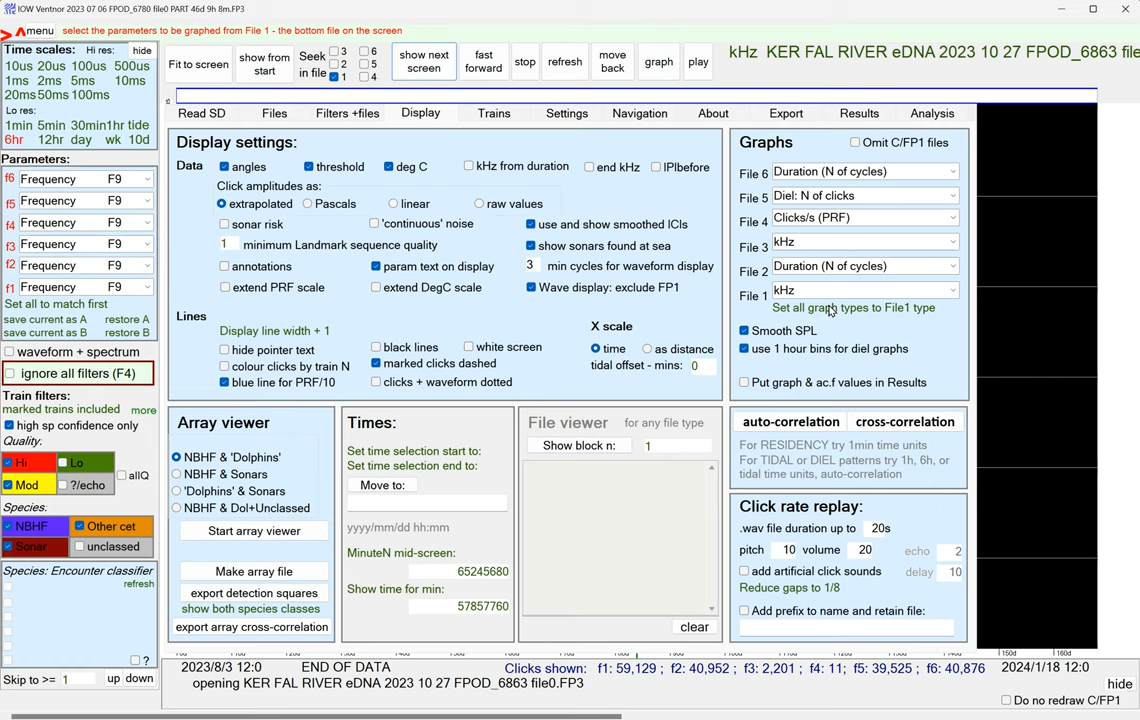 IOW Ventnor 2023 07 06 FPOD_6780 file0 PART 46d 9h 8m.FP3
menu
select the parameters to be graphed from File 1 - the bottom file on the screen
Time scales: Hi res: hide
10us 20us 100us 500us
1ms 2ms 5ms 10ms
20ms 50ms 100ms
Lo res:
1min 5min 30min 1hr tide
6hr 12hr day wk 10d
Parameters:
f6 Frequency F9
f5 Frequency F9
f4 Frequency F9
f3 Frequency F9
f2 Frequency F9
f1 Frequency F9
Set all to match first
save current as A restore A
save current as B restore B
waveform + spectrum
ignore all filters (F4)
Train filters:
marked trains included more
high sp confidence only
Quality:
Hi Lo
Mod ?/echo allQ
Species:
NBHF Other cet
Sonar unclassed
Species: Encounter classifier
refresh
?
Skip to >= 1 up down
Fit to screen
show from start
Seek in file
3 6
2 5
1 4
show next screen
fast forward
stop
refresh
move back
graph
play
kHz KER FAL RIVER eDNA 2023 10 27 FPOD_6863 file
Read SD Files Filters +files Display Trains Settings Navigation About Export Results Analysis
Display settings:
Data angles threshold deg C kHz from duration end kHz IPIbefore
Click amplitudes as:
extrapolated Pascals linear raw values
sonar risk 'continuous' noise use and show smoothed ICIs
1 minimum Landmark sequence quality show sonars found at sea
annotations param text on display 3 min cycles for waveform display
extend PRF scale extend DegC scale Wave display: exclude FP1
Lines
Display line width + 1
hide pointer text black lines white screen
colour clicks by train N marked clicks dashed
blue line for PRF/10 clicks + waveform dotted
X scale
time as distance
tidal offset - mins: 0
Graphs Omit C/FP1 files
File 6 Duration (N of cycles)
File 5 Diel: N of clicks
File 4 Clicks/s (PRF)
File 3 kHz
File 2 Duration (N of cycles)
File 1 kHz
Set all graph types to File1 type
Smooth SPL
use 1 hour bins for diel graphs
Put graph & ac.f values in Results
Array viewer
NBHF & 'Dolphins'
NBHF & Sonars
'Dolphins' & Sonars
NBHF & Dol+Unclassed
Start array viewer
Make array file
export detection squares
show both species classes
export array cross-correlation
Times:
Set time selection start to:
Set time selection end to:
Move to:
yyyy/mm/dd hh:mm
MinuteN mid-screen:
65245680
Show time for min:
57857760
File viewer for any file type
Show block n: 1
clear
auto-correlation cross-correlation
For RESIDENCY try 1min time units
For TIDAL or DIEL patterns try 1h, 6h, or
tidal time units, auto-correlation
Click rate replay:
.wav file duration up to 20s
pitch 10 volume 20 echo 2
add artificial click sounds delay 10
Reduce gaps to 1/8
Add prefix to name and retain file:
150d 160d
2023/8/3 12:0 END OF DATA Clicks shown: f1: 59,129 ; f2: 40,952 ; f3: 2,201 ; f4: 11; f5: 39,525 ; f6: 40,876 2024/1/18 12:0
opening KER FAL RIVER eDNA 2023 10 27 FPOD_6863 file0.FP3
hide
Do no redraw C/FP1